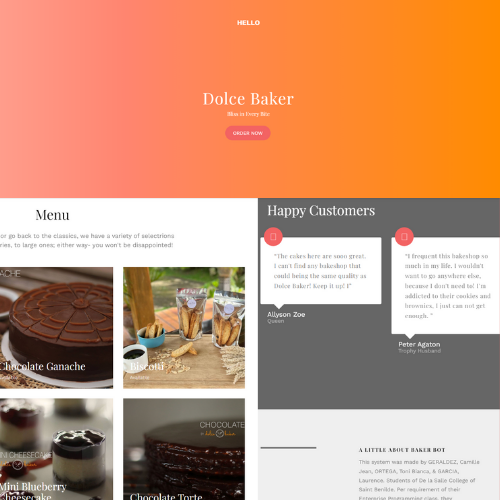 HELLO
Dolce Baker
Bliss in Every Bite
ORDER NOW
Menu
or go back to the classics, we have a variety of selectrions
ries, to large ones; either way- you won't be disappointed!
ACHE
Chocolate Ganache
Biscotti
NI CHEESECAKE
Mini Blueberry
Cheesecake
CHOCOLATE
Chocolate Torte
Happy Customers
"The cakes here are sooo great.
I can't find any bakeshop that
could bring the same quality as
Dolce Baker! Keep it up! l"
Allyson Zoe
Queen
"I frequent this bakeshop so
much in my life, I wouldn't
want to go anywhere else,
because I don't need to! I'm
addicted to their cookies and
brownies, I just can not get
enough. "
Peter Agaton
Trophy Husband
A LITTLE ABOUT BAKER BOT
This system was made by GERALDEZ, Camille
Jean, ORTEGA, Toni Bianca, & GARCIA,
Laurence. Students of De la Salle College of
Saint Benilde. Per requirement of their
Enterprise Programming Class, they